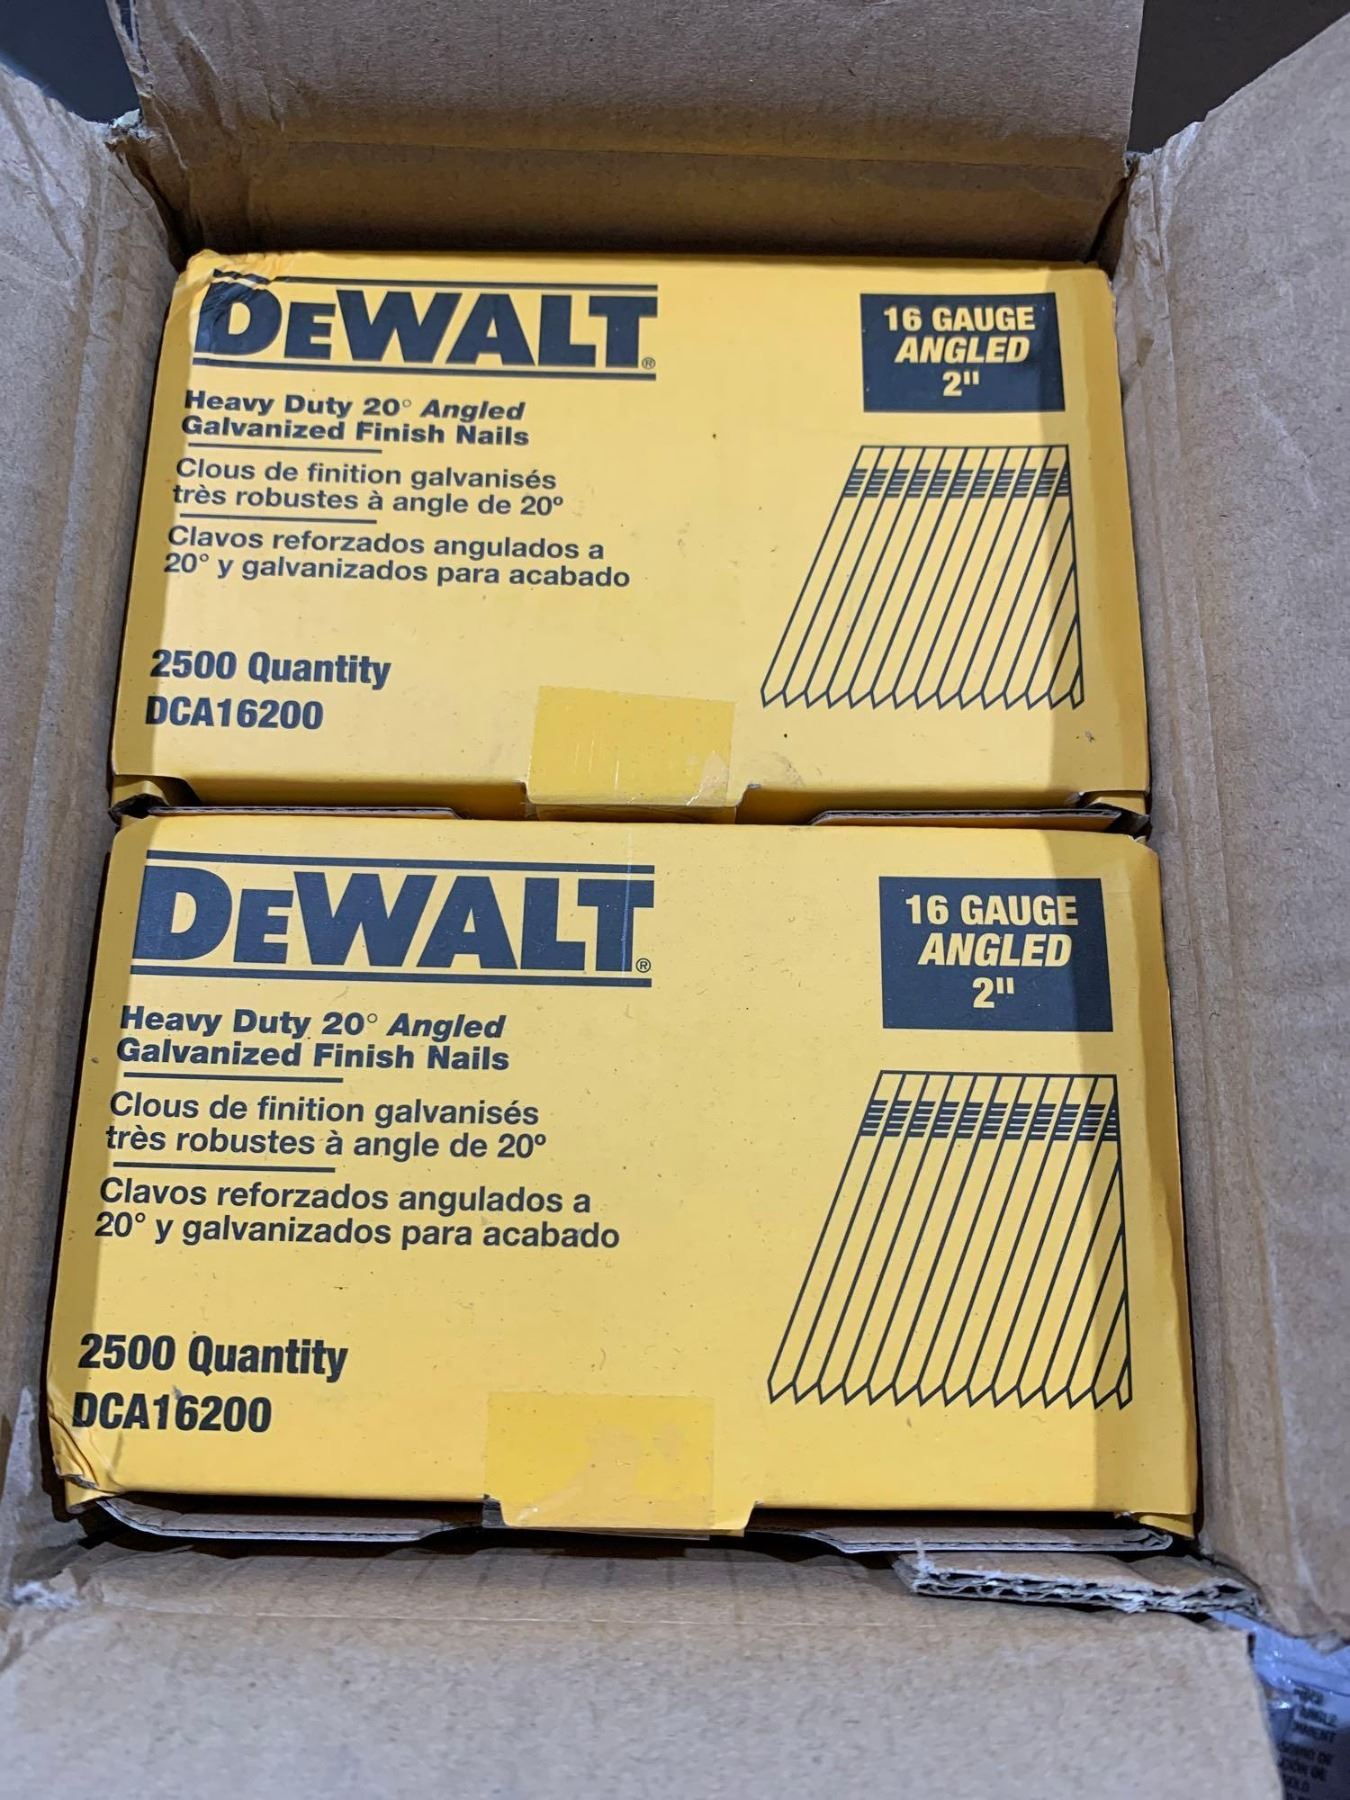 DEWALT®
16 GAUGE
ANGLED
2"
Heavy Duty 20° Angled
Galvanized Finish Nails
Clous de finition galvanisés
très robustes à angle de 20º
Clavos reforzados angulados a
20° y galvanizados para acabado
2500 Quantity
DCA16200
DEWALT®
16 GAUGE
ANGLED
2"
Heavy Duty 20° Angled
Galvanized Finish Nails
Clous de finition galvanisés
très robustes à angle de 20º
Clavos reforzados angulados a
20° y galvanizados para acabado
2500 Quantity
DCA16200